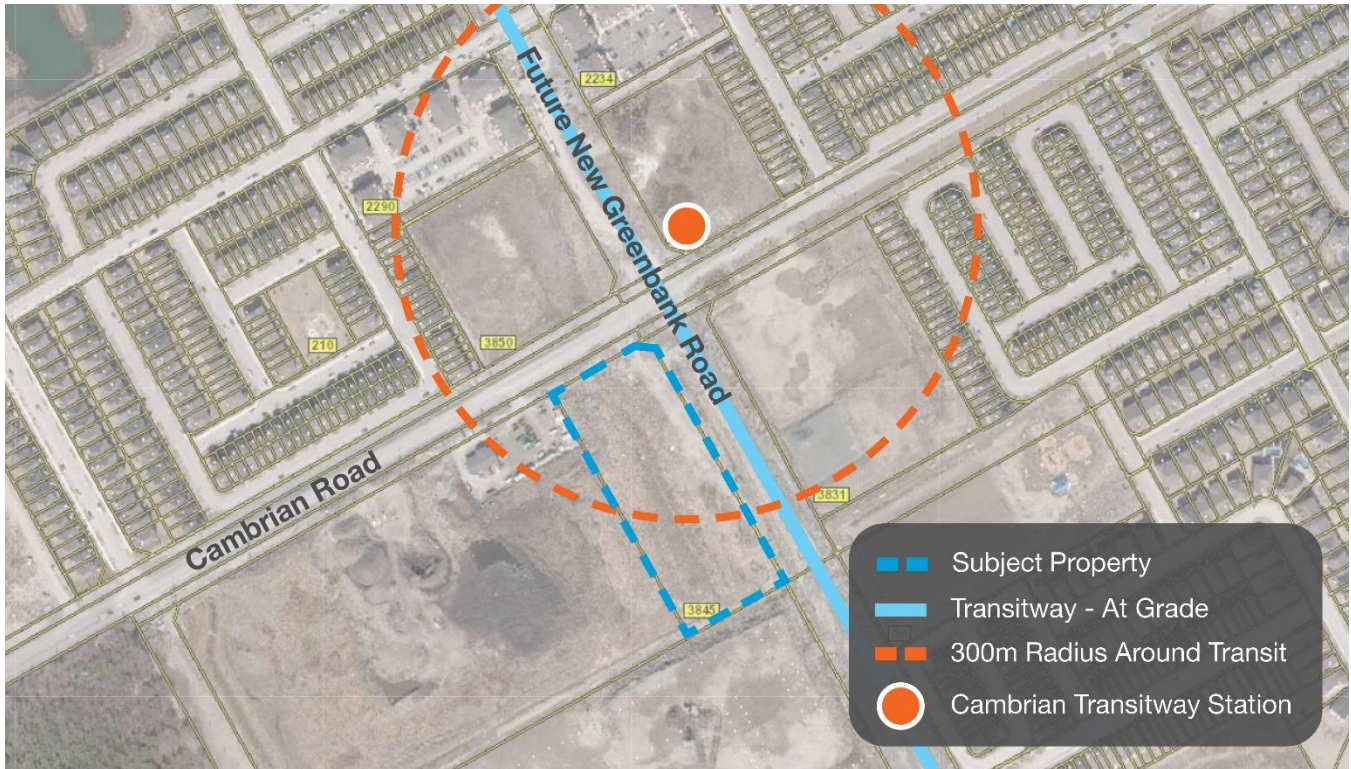 Future New Greenbank Road
2234
2290
210
3850
Cambrian Road
3831
3845
Subject Property
Transitway - At Grade
300m Radius Around Transit
Cambrian Transitway Station